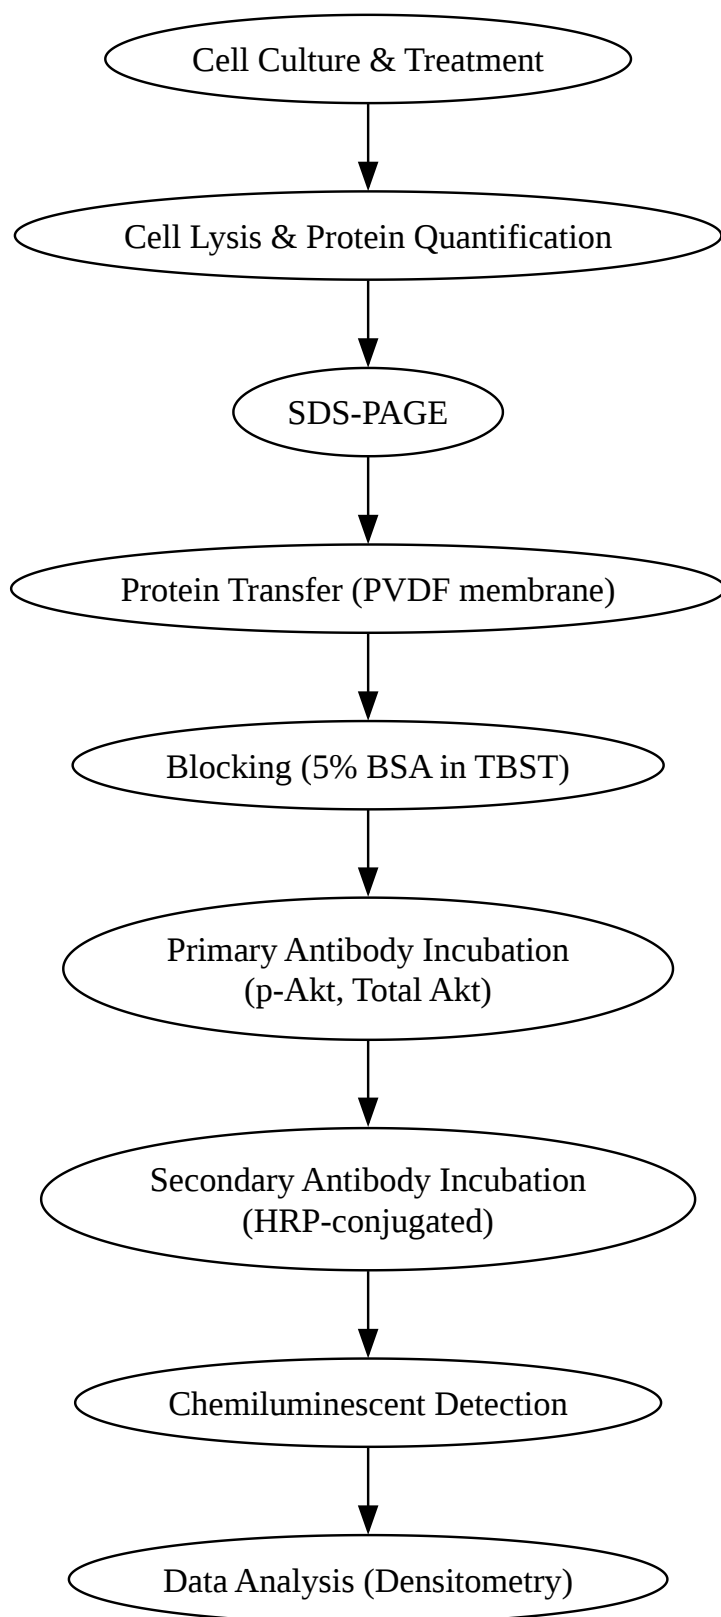 Cell Culture & Treatment
Cell Lysis & Protein Quantification
SDS-PAGE
Protein Transfer (PVDF membrane)
Blocking (5% BSA in TBST)
Primary Antibody Incubation
(p-Akt, Total Akt)
Secondary Antibody Incubation
(HRP-conjugated)
Chemiluminescent Detection
Data Analysis (Densitometry)